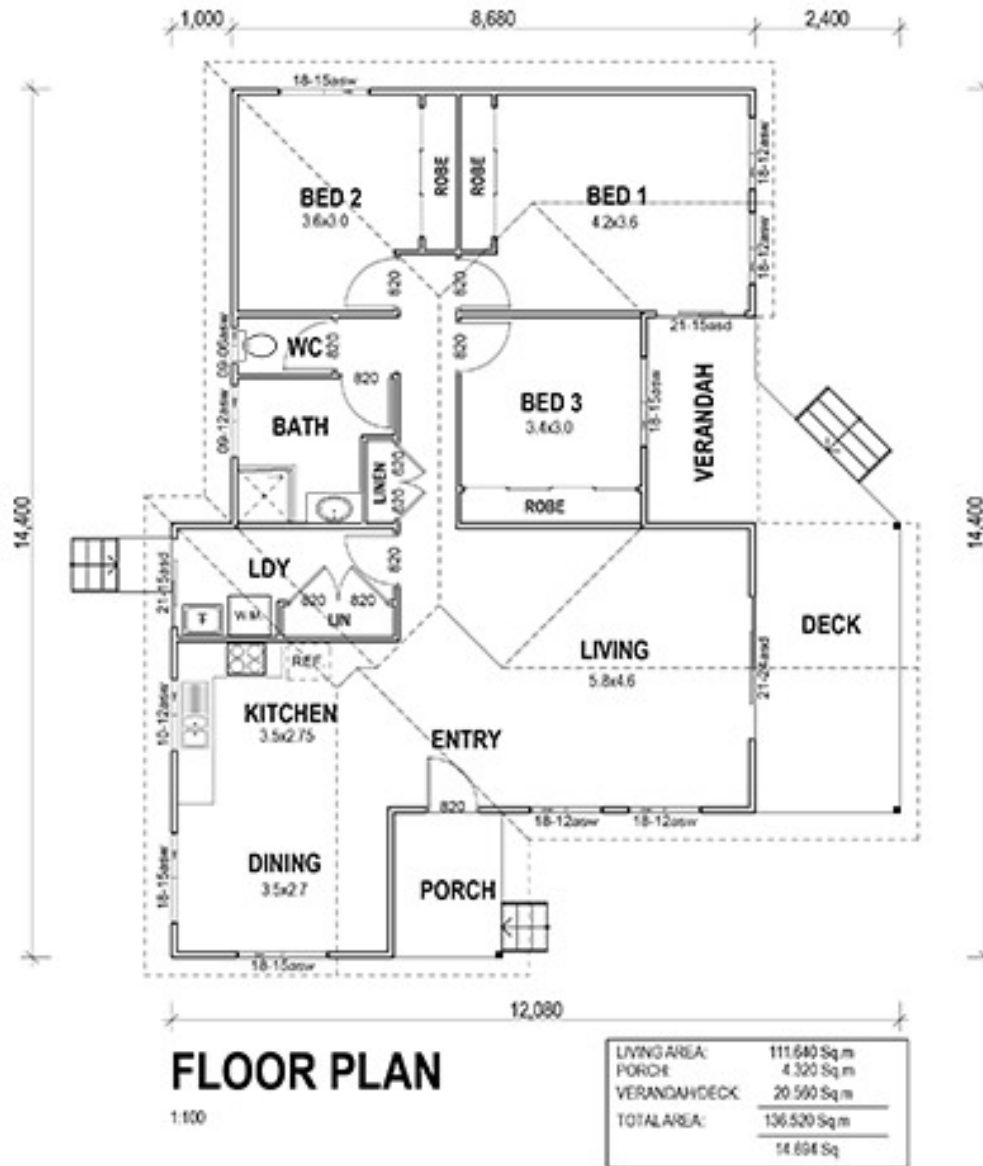 1,000
8,680
2,400
18-15asw
ROBE
ROBE
BED 2
3.6x3.0
BED 1
4.2x3.6
18-12asw
18-12asw
820
820
21-15asd
09-06asw
WC
820
820
820
BED 3
3.4x3.0
18-15asw
VERANDAH
09-12asw
BATH
LINEN
820
820
ROBE
14,400
14,400
21-15asd
LDY
820
820
820
T
W.M
LIN
REF
LIVING
5.8x4.6
21-24asd
DECK
10-12asw
KITCHEN
3.5x2.75
ENTRY
820
18-12asw
18-12asw
18-15asw
DINING
3.5x2.7
PORCH
18-15asw
12,080
FLOOR PLAN
1:100
LIVING AREA: 111.640 Sq.m
PORCH: 4.320 Sq.m
VERANDAH/DECK: 20.560 Sq.m
TOTAL AREA: 136.520 Sq.m
14.694 Sq